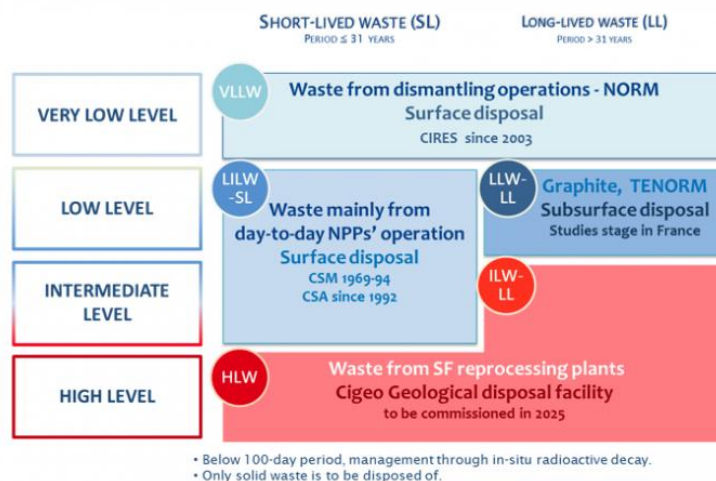 SHORT-LIVED WASTE (SL)
PERIOD ≤ 31 YEARS
LONG-LIVED WASTE (LL)
PERIOD > 31 YEARS
VERY LOW LEVEL
VLLW
Waste from dismantling operations - NORM
Surface disposal
CIRES since 2003
LOW LEVEL
LILW
-SL
Waste mainly from
day-to-day NPPs' operation
Surface disposal
CSM 1969-94
CSA since 1992
LLW-
LL
Graphite, TENORM
Subsurface disposal
Studies stage in France
INTERMEDIATE
LEVEL
ILW-
LL
HIGH LEVEL
HLW
Waste from SF reprocessing plants
Cigeo Geological disposal facility
to be commissioned in 2025
• Below 100-day period, management through in-situ radioactive decay.
• Only solid waste is to be disposed of.